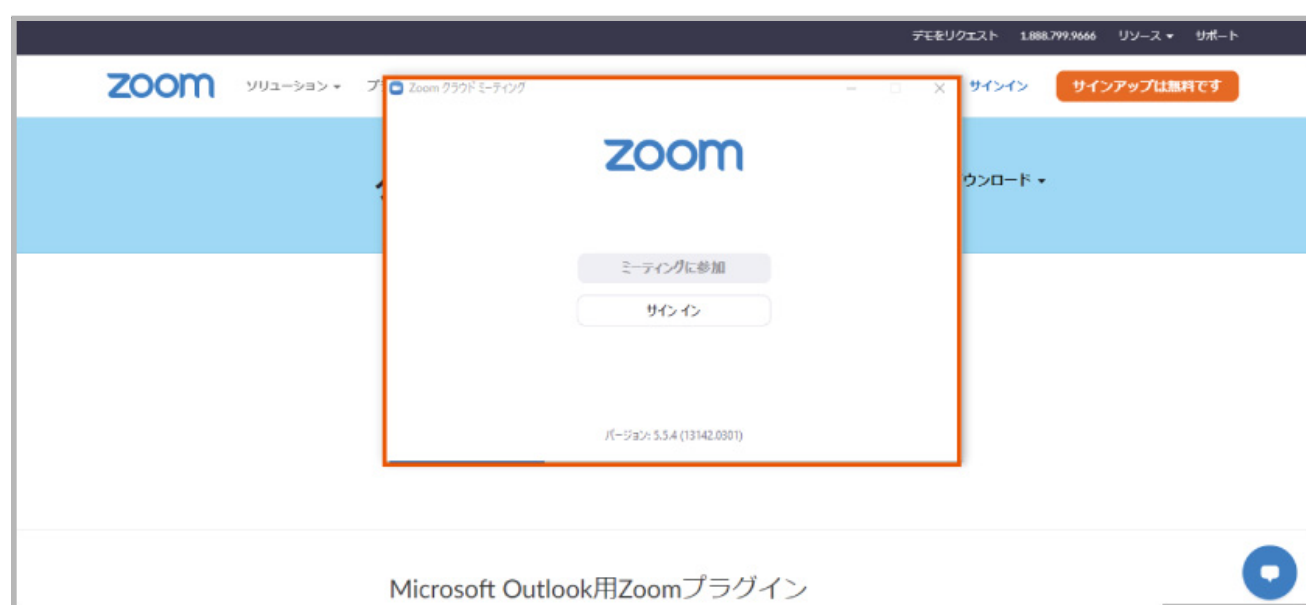 デモをリクエスト 1.888.799.9666 リソース サポート
zoom ソリューション サインイン サインアップは無料です
Zoom クラウド ミーティング
zoom
ウンロード
ミーティングに参加
サイン イン
バージョン: 5.5.4 (13142.0301)
Microsoft Outlook用Zoomプラグイン